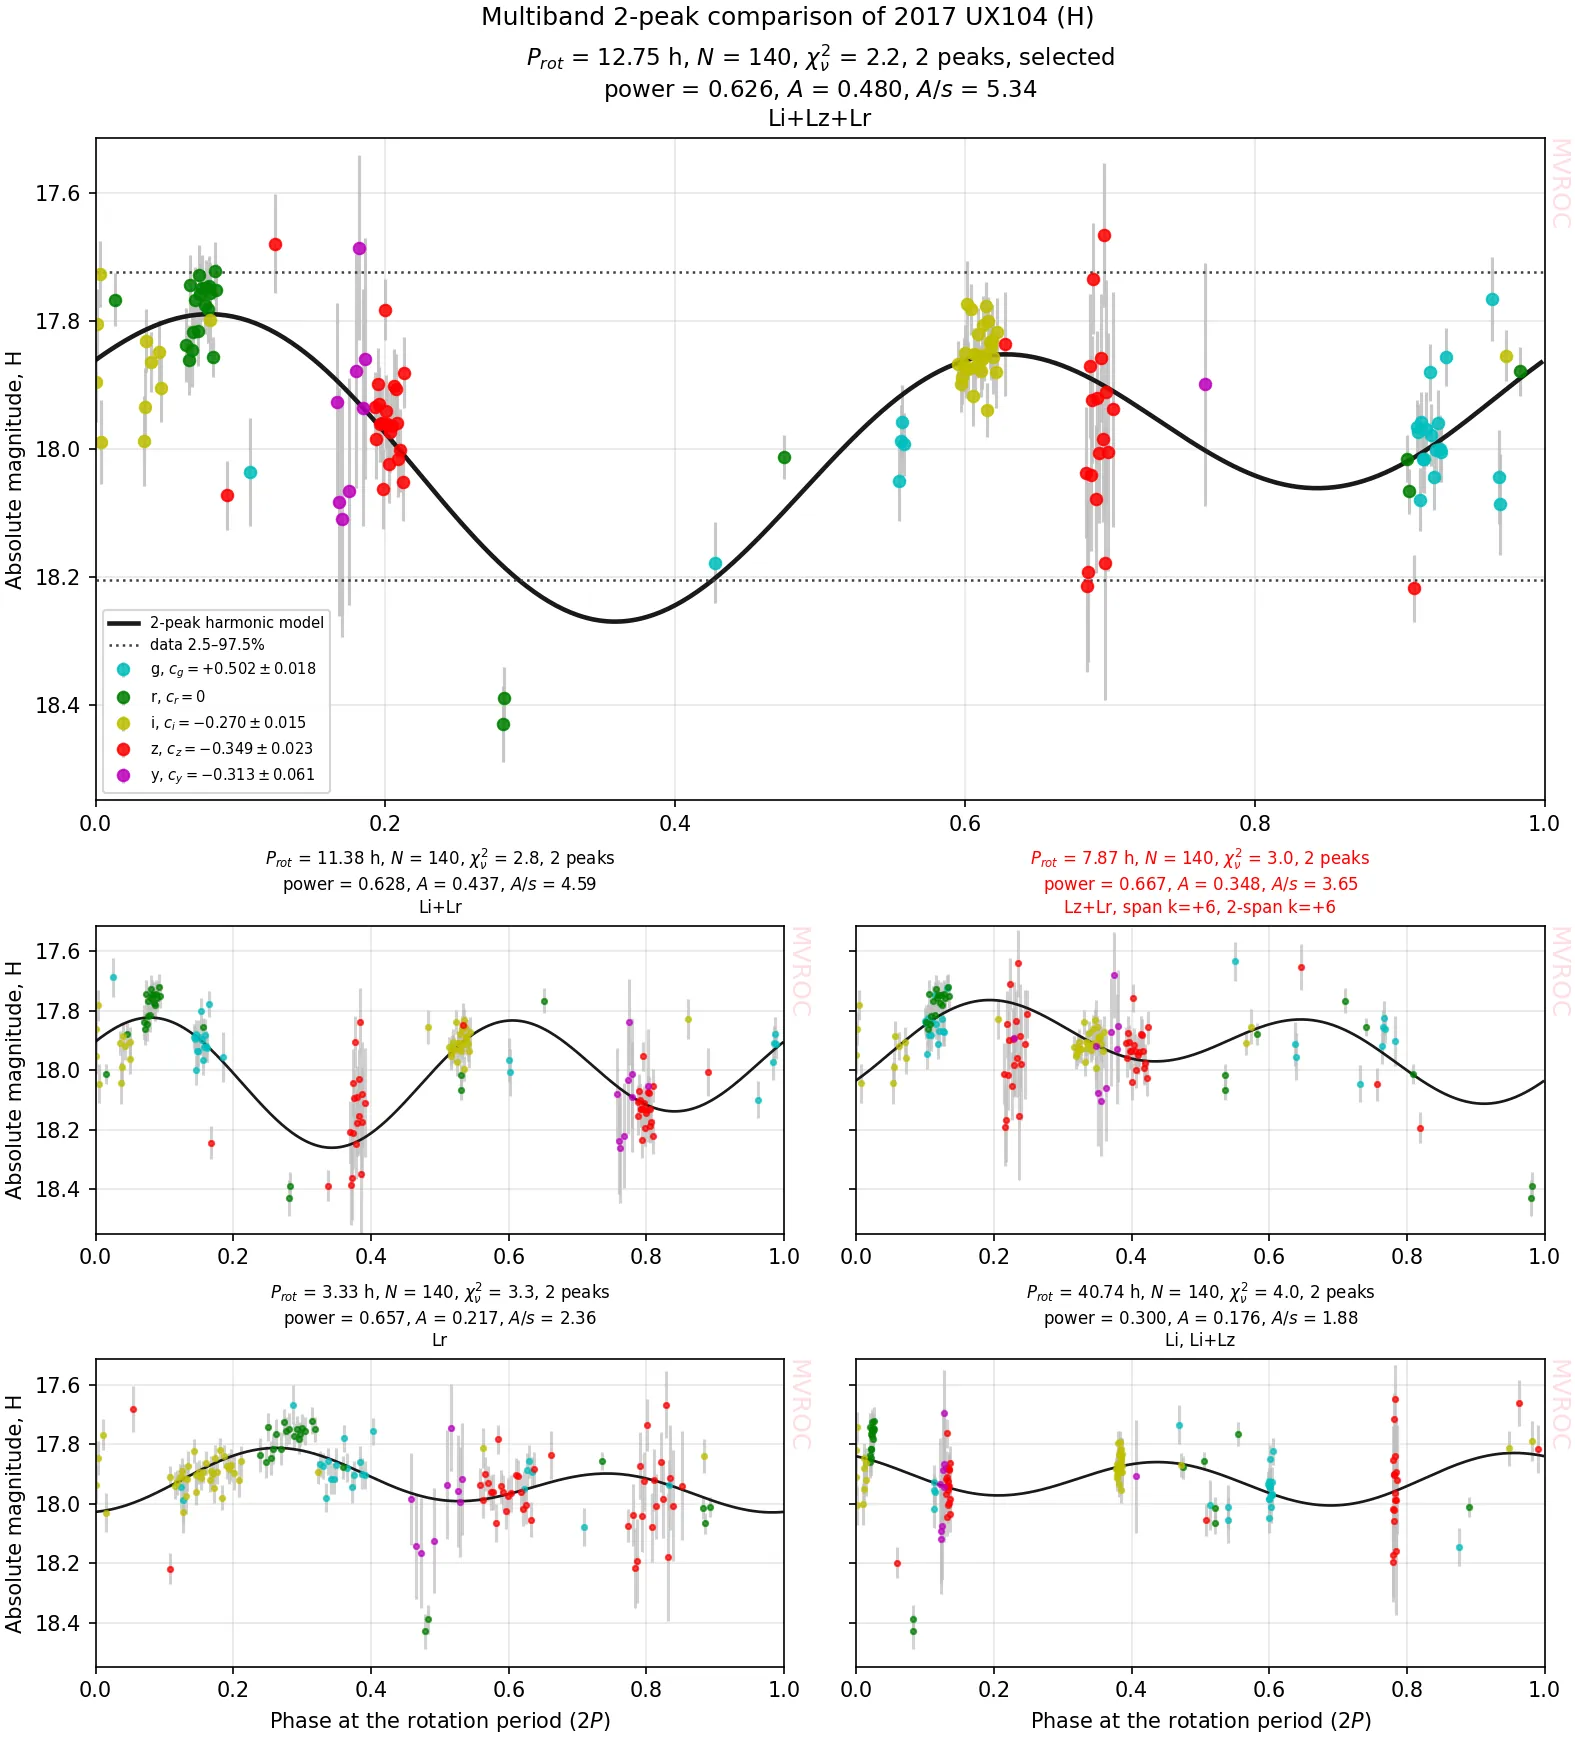 Multiband 2-peak comparison of 2017 UX104 (H)
P_rot = 12.75 h, N = 140, χ²_ν = 2.2, 2 peaks, selected
power = 0.626, A = 0.480, A/s = 5.34
Li+Lz+Lr
MVROC
Absolute magnitude, H
17.6
17.8
18.0
18.2
18.4
2-peak harmonic model
data 2.5–97.5%
g, c_g = +0.502 ± 0.018
r, c_r = 0
i, c_i = −0.270 ± 0.015
z, c_z = −0.349 ± 0.023
y, c_y = −0.313 ± 0.061
0.0 0.2 0.4 0.6 0.8 1.0
P_rot = 11.38 h, N = 140, χ²_ν = 2.8, 2 peaks
power = 0.628, A = 0.437, A/s = 4.59
Li+Lr
MVROC
Absolute magnitude, H
17.6
17.8
18.0
18.2
18.4
0.0 0.2 0.4 0.6 0.8 1.0
P_rot = 7.87 h, N = 140, χ²_ν = 3.0, 2 peaks
power = 0.667, A = 0.348, A/s = 3.65
Lz+Lr, span k=+6, 2-span k=+6
MVROC
0.0 0.2 0.4 0.6 0.8 1.0
P_rot = 3.33 h, N = 140, χ²_ν = 3.3, 2 peaks
power = 0.657, A = 0.217, A/s = 2.36
Lr
MVROC
Absolute magnitude, H
17.6
17.8
18.0
18.2
18.4
0.0 0.2 0.4 0.6 0.8 1.0
Phase at the rotation period (2P)
P_rot = 40.74 h, N = 140, χ²_ν = 4.0, 2 peaks
power = 0.300, A = 0.176, A/s = 1.88
Li, Li+Lz
MVROC
0.0 0.2 0.4 0.6 0.8 1.0
Phase at the rotation period (2P)